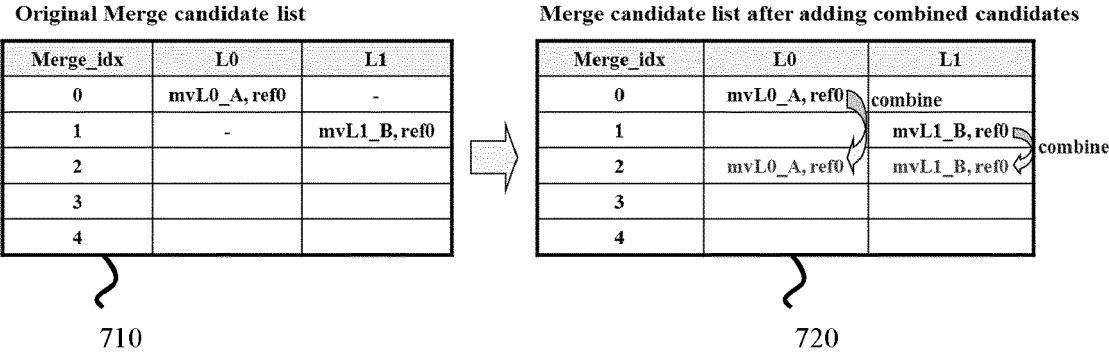 Original Merge candidate list
Merge_idx L0 L1
0 mvL0_A, ref0 -
1 - mvL1_B, ref0
2
3
4
710
Merge candidate list after adding combined candidates
Merge_idx L0 L1
0 mvL0_A, ref0 combine
1 mvL1_B, ref0 combine
2 mvL0_A, ref0 mvL1_B, ref0
3
4
720